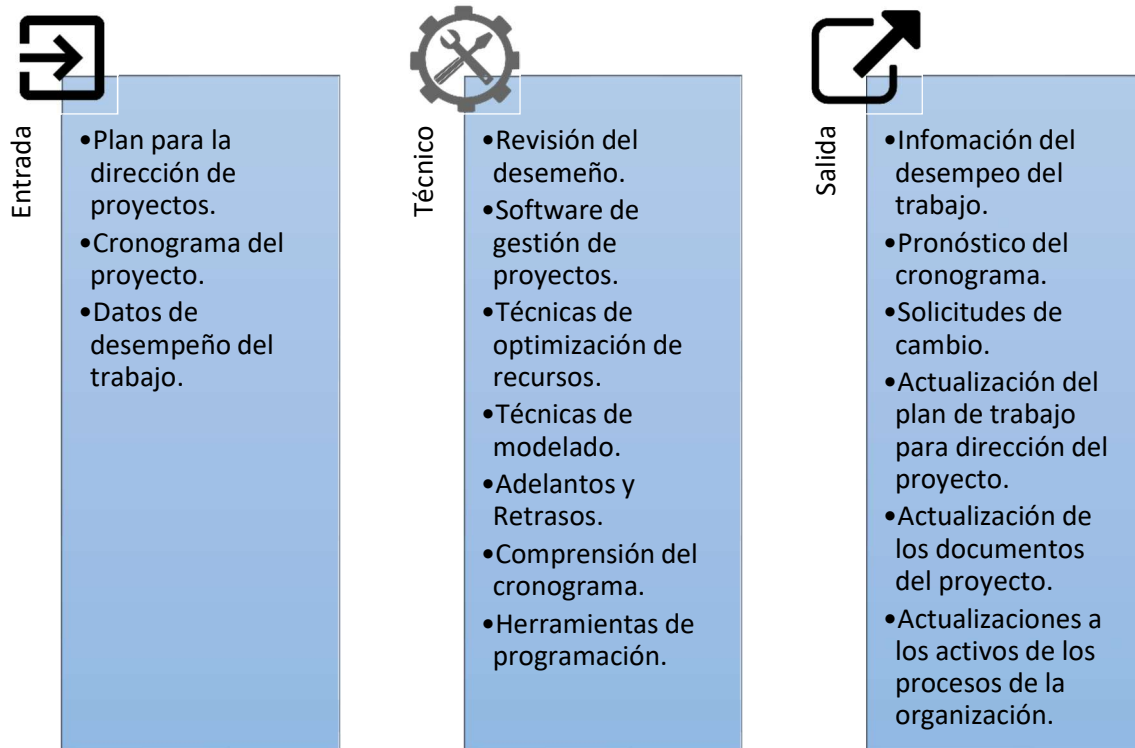 Entrada
•Plan para la
dirección de
proyectos.
•Cronograma del
proyecto.
•Datos de
desempeño del
trabajo.
Técnico
•Revisión del
desemeño.
•Software de
gestión de
proyectos.
•Técnicas de
optimización de
recursos.
•Técnicas de
modelado.
•Adelantos y
Retrasos.
•Comprensión del
cronograma.
•Herramientas de
programación.
Salida
•Infomación del
desempeo del
trabajo.
•Pronóstico del
cronograma.
•Solicitudes de
cambio.
•Actualización del
plan de trabajo
para dirección del
proyecto.
•Actualización de
los documentos
del proyecto.
•Actualizaciones a
los activos de los
procesos de la
organización.